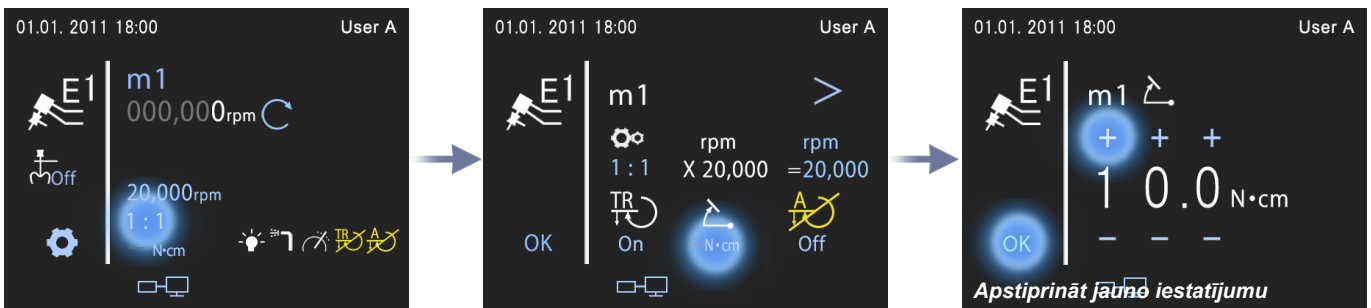 01.01. 2011 18:00 User A
E1
m1
000,000rpm
Off
20,000rpm
1 : 1
N•cm
TR A
01.01. 2011 18:00 User A
E1
m1 >
rpm rpm
1 : 1 X 20,000 =20,000
TR A
OK On - N•cm Off
01.01. 2011 18:00 User A
E1
m1
+ + +
1 0.0 N•cm
OK – – –
Apstiprināt jauno iestatījumu